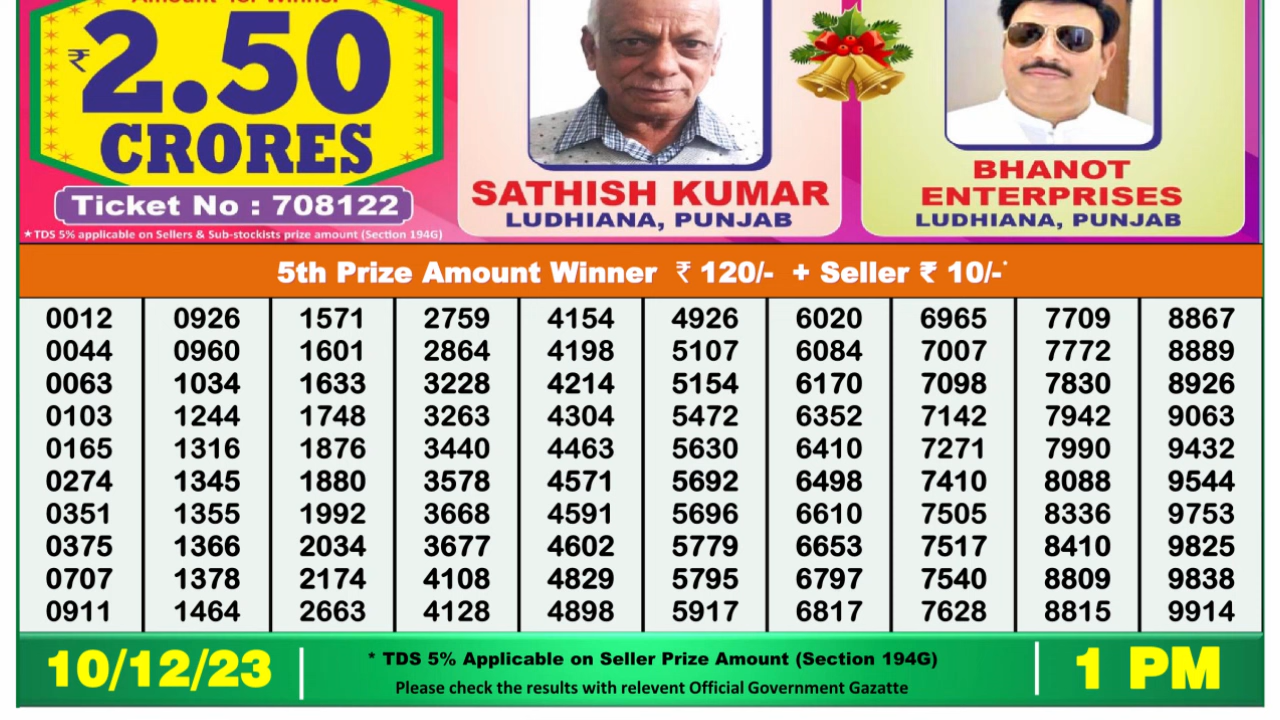 Amount for Winner
₹ 2.50
CRORES
Ticket No : 708122
★TDS 5% applicable on Sellers & Sub-stockists prize amount (Section 194G)
SATHISH KUMAR
LUDHIANA, PUNJAB
BHANOT
ENTERPRISES
LUDHIANA, PUNJAB
5th Prize Amount Winner ₹ 120/- + Seller ₹ 10/-*
0012 0926 1571 2759 4154 4926 6020 6965 7709 8867
0044 0960 1601 2864 4198 5107 6084 7007 7772 8889
0063 1034 1633 3228 4214 5154 6170 7098 7830 8926
0103 1244 1748 3263 4304 5472 6352 7142 7942 9063
0165 1316 1876 3440 4463 5630 6410 7271 7990 9432
0274 1345 1880 3578 4571 5692 6498 7410 8088 9544
0351 1355 1992 3668 4591 5696 6610 7505 8336 9753
0375 1366 2034 3677 4602 5779 6653 7517 8410 9825
0707 1378 2174 4108 4829 5795 6797 7540 8809 9838
0911 1464 2663 4128 4898 5917 6817 7628 8815 9914
10/12/23
* TDS 5% Applicable on Seller Prize Amount (Section 194G)
Please check the results with relevent Official Government Gazatte
1 PM